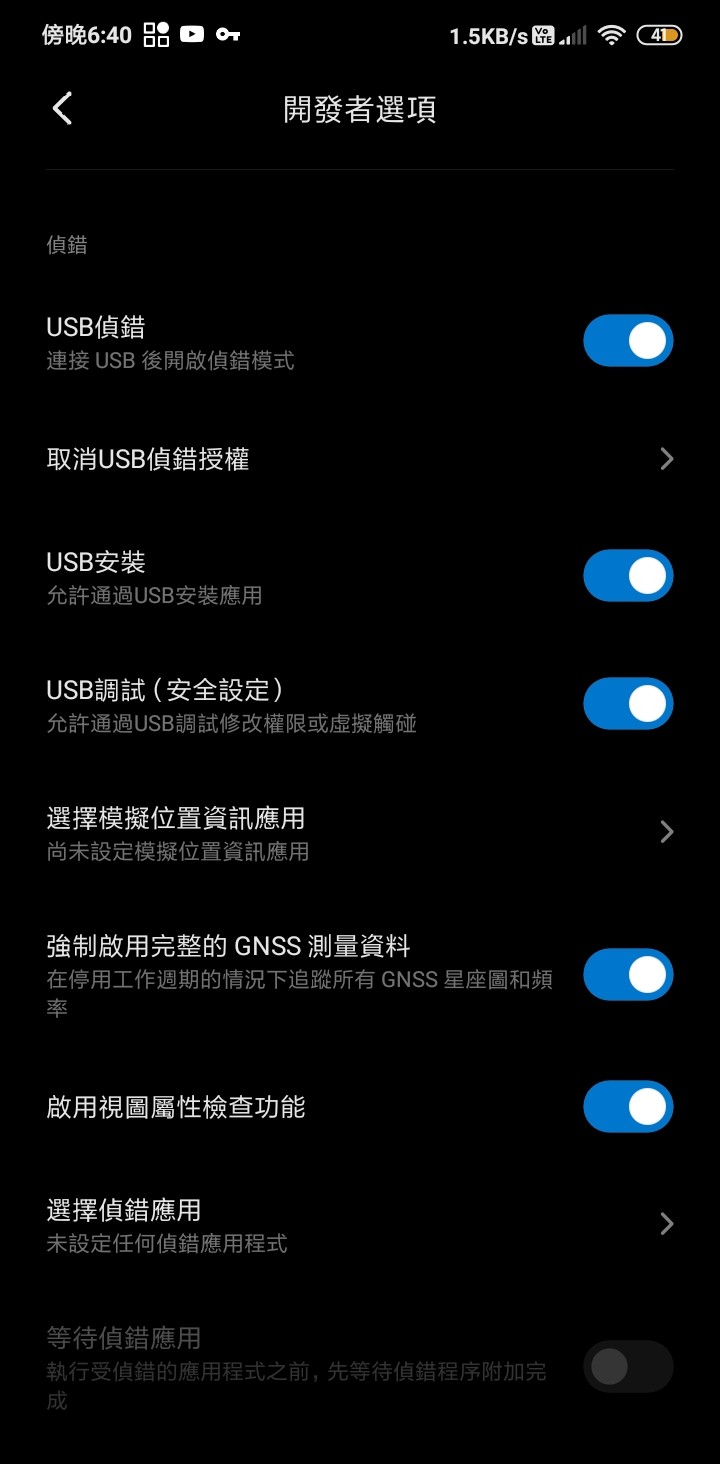 傍晚6:40 1.5KB/s Vo LTE 41
開發者選項
偵錯
USB偵錯
連接 USB 後開啟偵錯模式
取消USB偵錯授權
USB安裝
允許通過USB安裝應用
USB調試（安全設定）
允許通過USB調試修改權限或虛擬觸碰
選擇模擬位置資訊應用
尚未設定模擬位置資訊應用
強制啟用完整的 GNSS 測量資料
在停用工作週期的情況下追蹤所有 GNSS 星座圖和頻
率
啟用視圖屬性檢查功能
選擇偵錯應用
未設定任何偵錯應用程式
等待偵錯應用
執行受偵錯的應用程式之前，先等待偵錯程序附加完
成